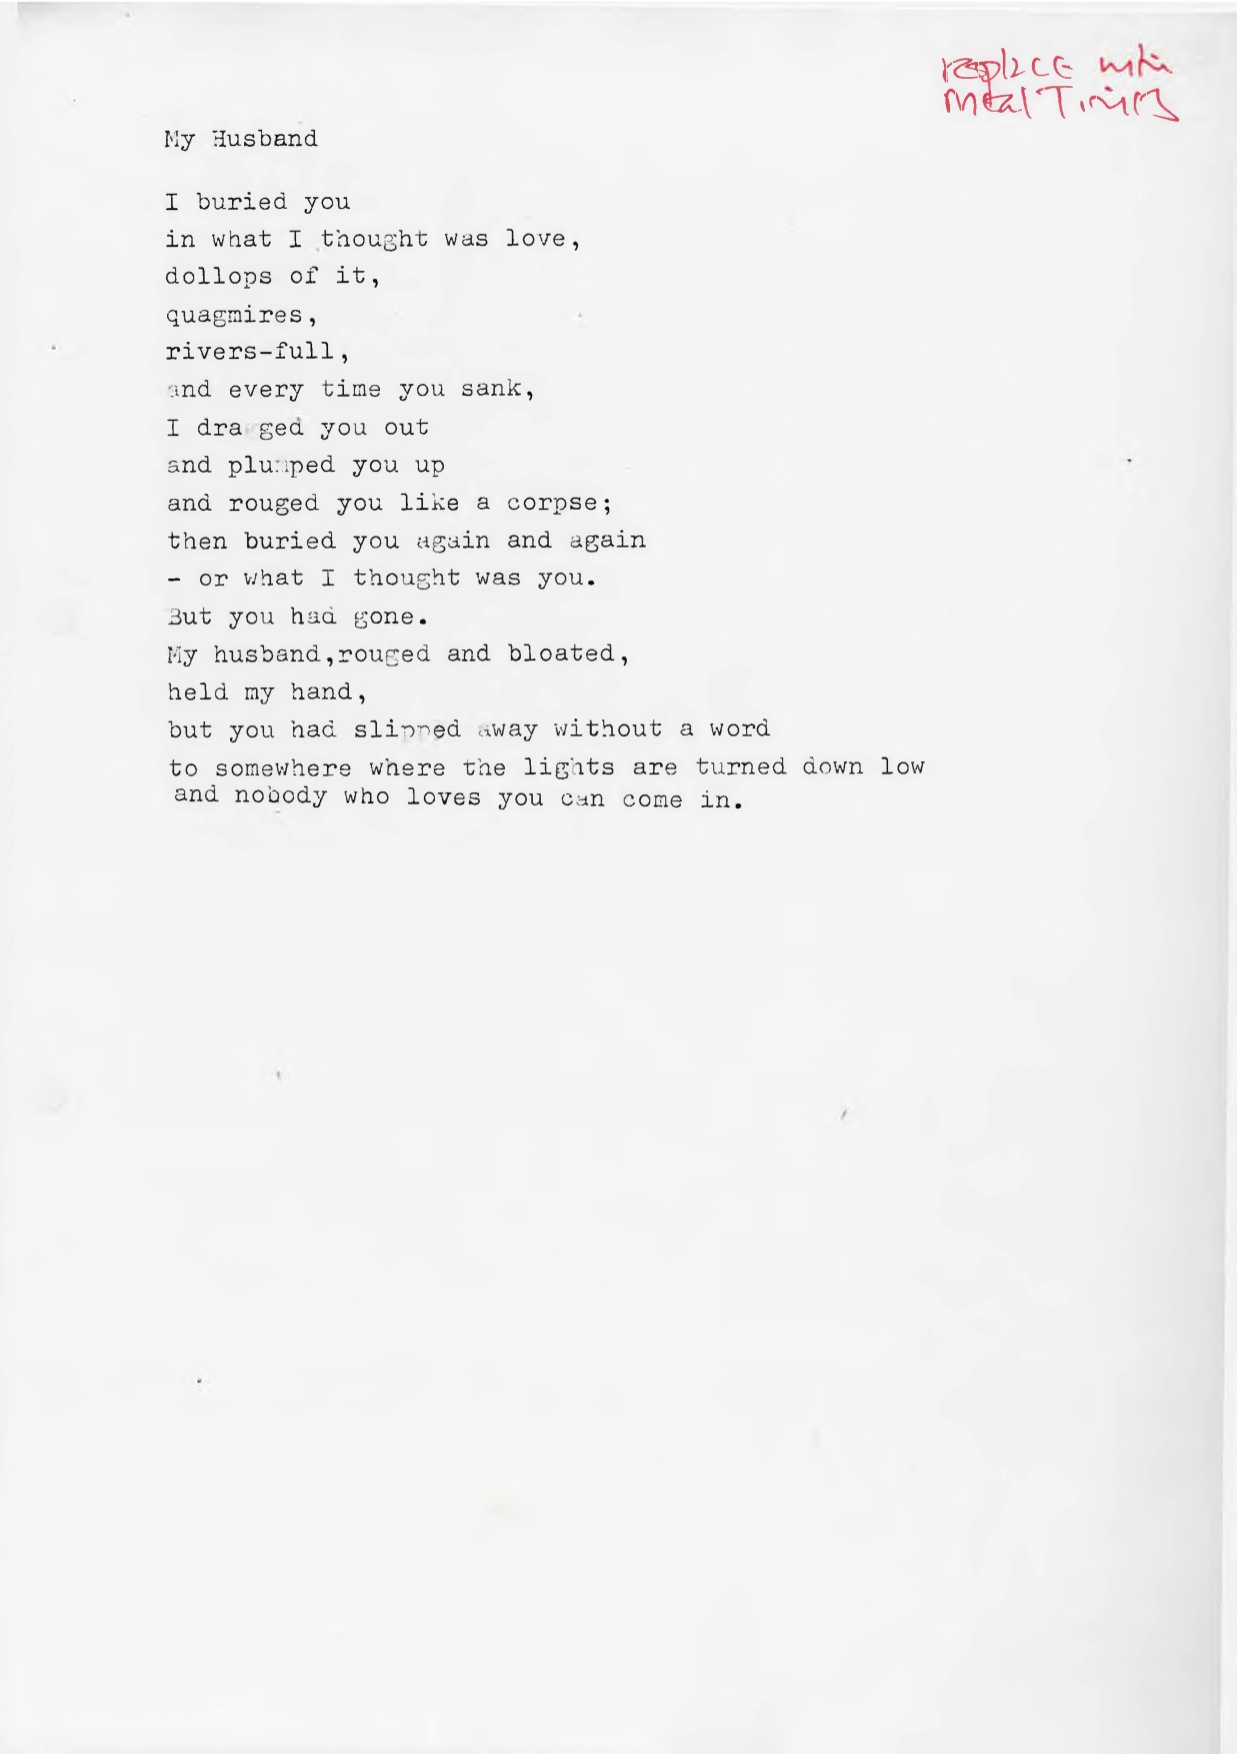 replace with
Meal Times
My Husband
I buried you
in what I thought was love,
dollops of it,
quagmires,
rivers-full,
and every time you sank,
I dragged you out
and plumped you up
and rouged you like a corpse;
then buried you again and again
- or what I thought was you.
But you had gone.
My husband,rouged and bloated,
held my hand,
but you had slipped away without a word
to somewhere where the lights are turned down low
and nobody who loves you can come in.